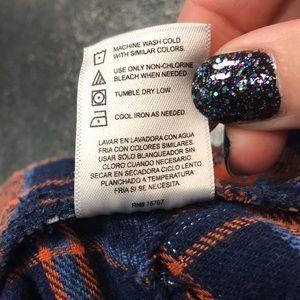 MACHINE WASH COLD
WITH SIMILAR COLORS.
USE ONLY NON-CHLORINE
BLEACH WHEN NEEDED.
TUMBLE DRY LOW.
COOL IRON AS NEEDED.
LAVAR EN LAVADORA CON AGUA
FRIA CON COLORES SIMILARES.
USAR SOLO BLANQUEADOR SIN
CLORO CUANDO NECESARIO.
SECAR EN SECADORA CICLO LENTO.
PLANCHADO A TEMPERATURA
FRIA SI SE NECESITA.
RN# 76767